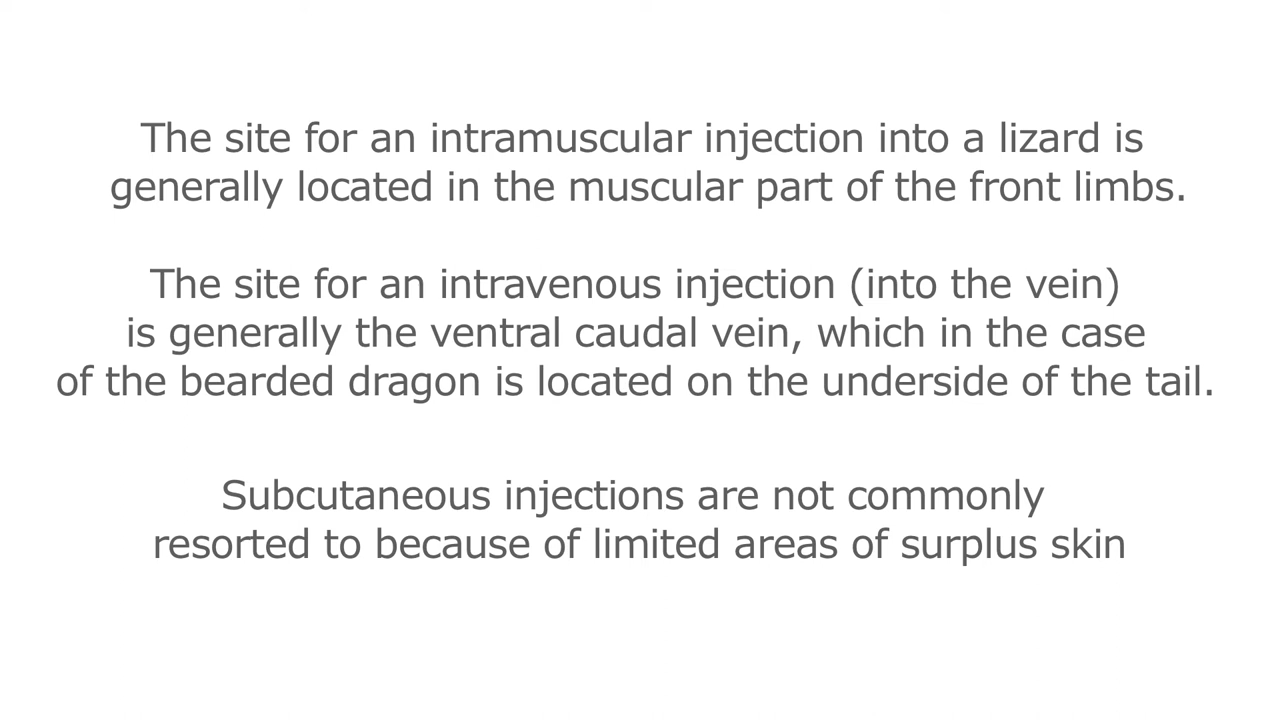 The site for an intramuscular injection into a lizard is
generally located in the muscular part of the front limbs.
The site for an intravenous injection (into the vein)
is generally the ventral caudal vein, which in the case
of the bearded dragon is located on the underside of the tail.
Subcutaneous injections are not commonly
resorted to because of limited areas of surplus skin